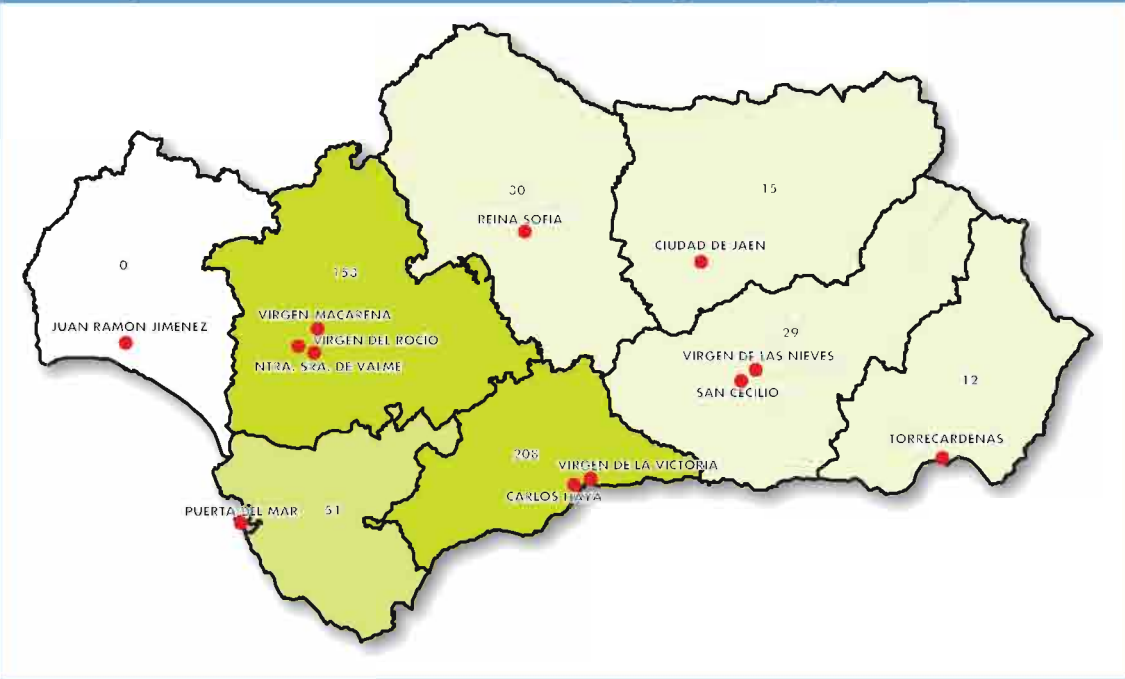 30
15
REINA SOFIA
CIUDAD DE JAEN
0
153
JUAN RAMON JIMENEZ
VIRGEN MACARENA
VIRGEN DEL ROCIO
NTRA. SRA. DE VALME
29
VIRGEN DE LAS NIEVES
SAN CECILIO
12
TORRECARDENAS
208
VIRGEN DE LA VICTORIA
CARLOS HAYA
PUERTA DEL MAR
51